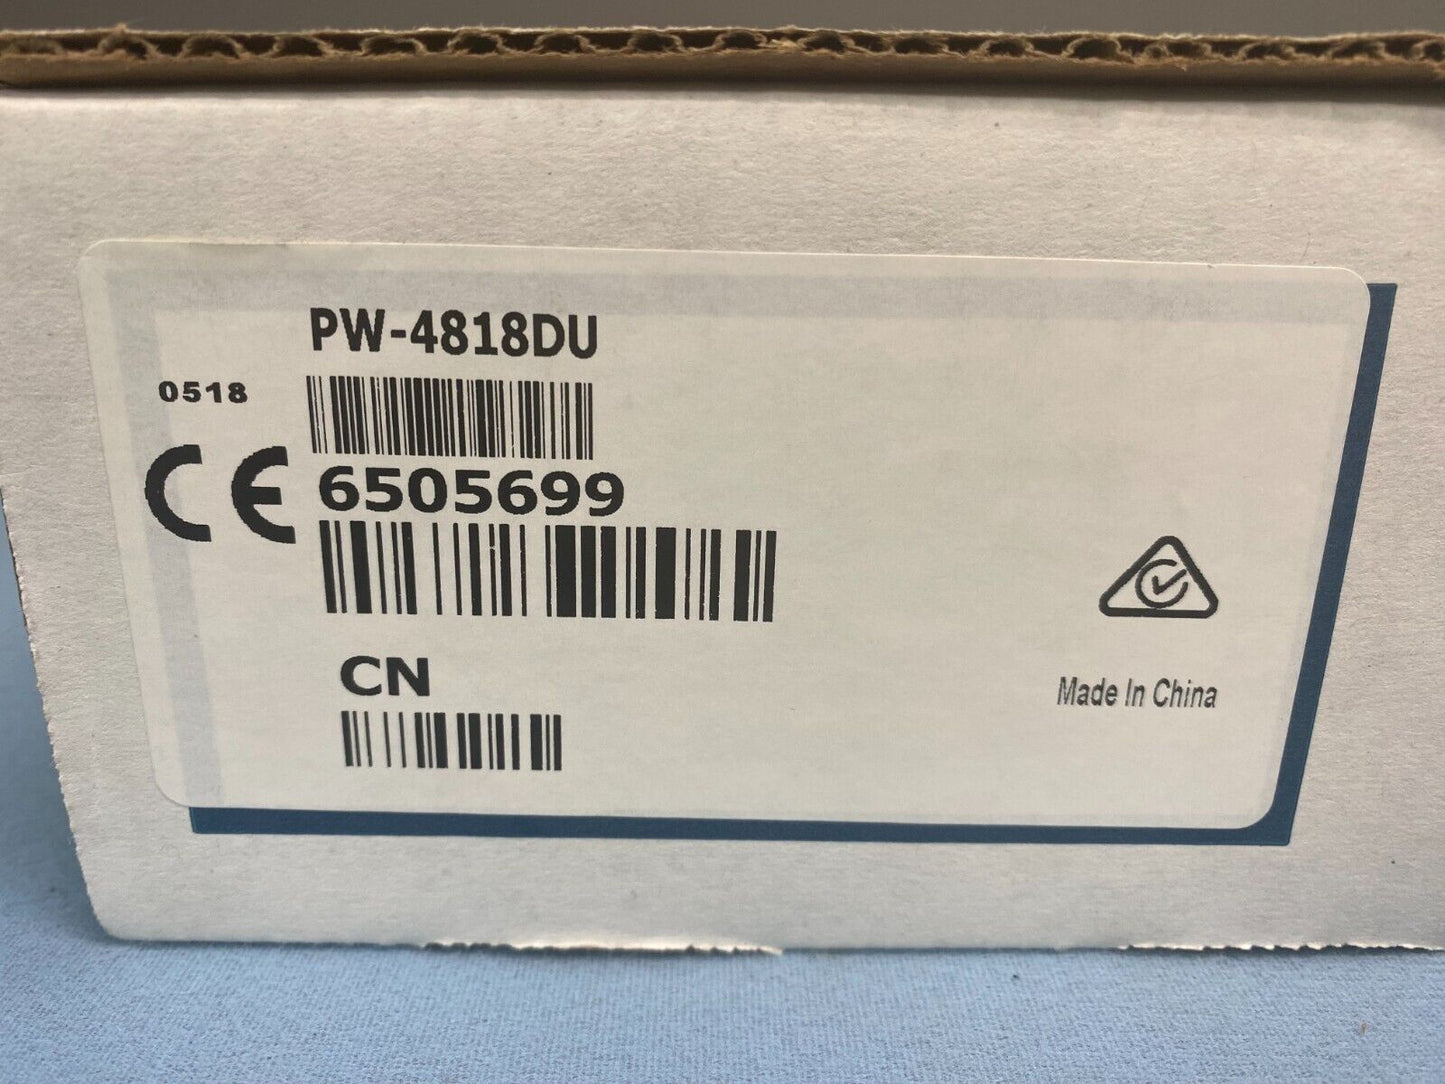 PW-4818DU
0518
CE
6505699
CN
Made In China